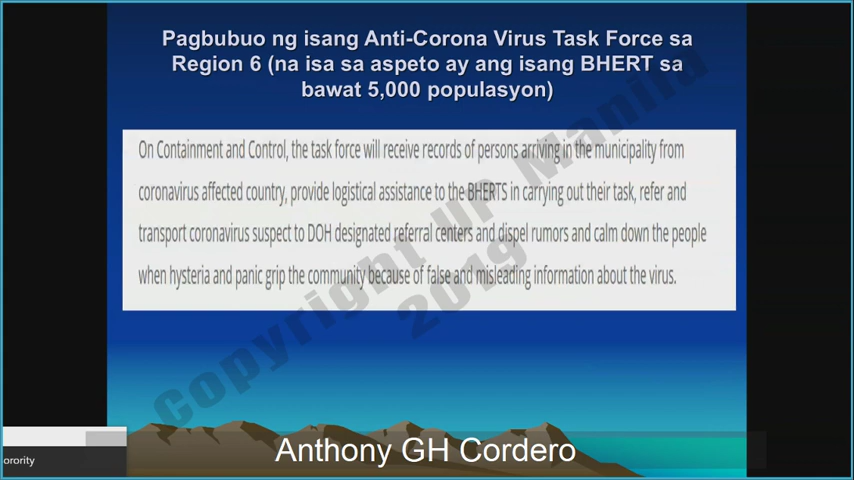 Pagbubuo ng isang Anti-Corona Virus Task Force sa
Region 6 (na isa sa aspeto ay ang isang BHERT sa
bawat 5,000 populasyon)
On Containment and Control, the task force will receive records of persons arriving in the municipality from
coronavirus affected country, provide logistical assistance to the BHERTS in carrying out their task, refer and
transport coronavirus suspect to DOH designated referral centers and dispel rumors and calm down the people
when hysteria and panic grip the community because of false and misleading information about the virus.
Copyright UP Manila
2019
Anthony GH Cordero
orority